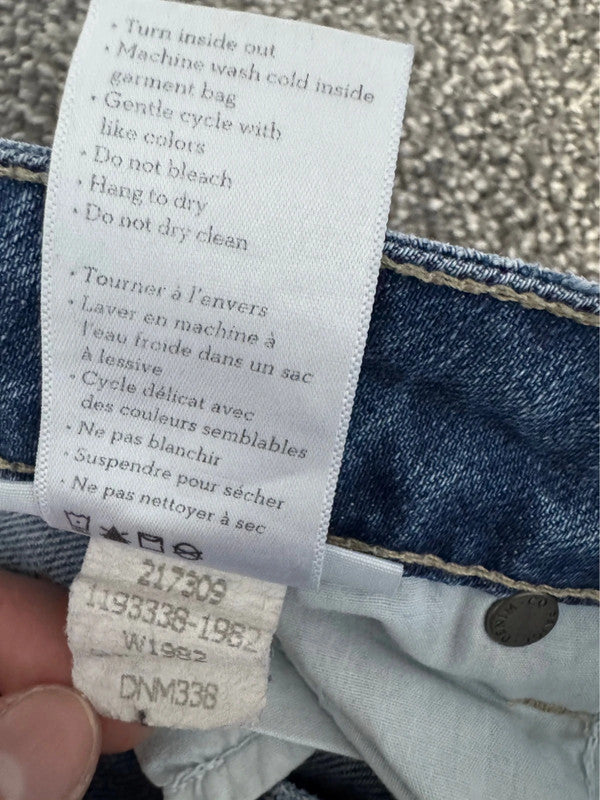 · Turn inside out
· Machine wash cold inside
garment bag
· Gentle cycle with
like colors
· Do not bleach
· Hang to dry
· Do not dry clean
· Tourner à l'envers
· Laver en machine à
l'eau froide dans un sac
à lessive
· Cycle délicat avec
des couleurs semblables
· Ne pas blanchir
· Suspendre pour sécher
· Ne pas nettoyer à sec
217309
1193338-1982
W1982
DNM338